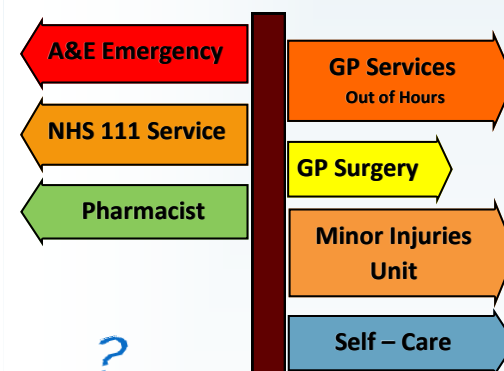 A&E Emergency
NHS 111 Service
Pharmacist
GP Services
Out of Hours
GP Surgery
Minor Injuries
Unit
Self – Care
?